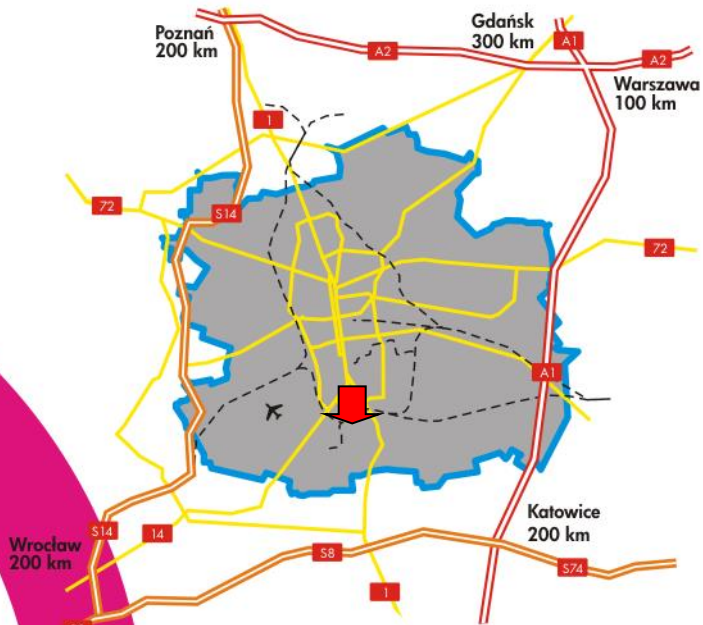 Poznań
200 km
Gdańsk
300 km
A1
A2
A2
Warszawa
100 km
1
72
S14
72
A1
Katowice
200 km
S14
14
Wrocław
200 km
S8
S74
1